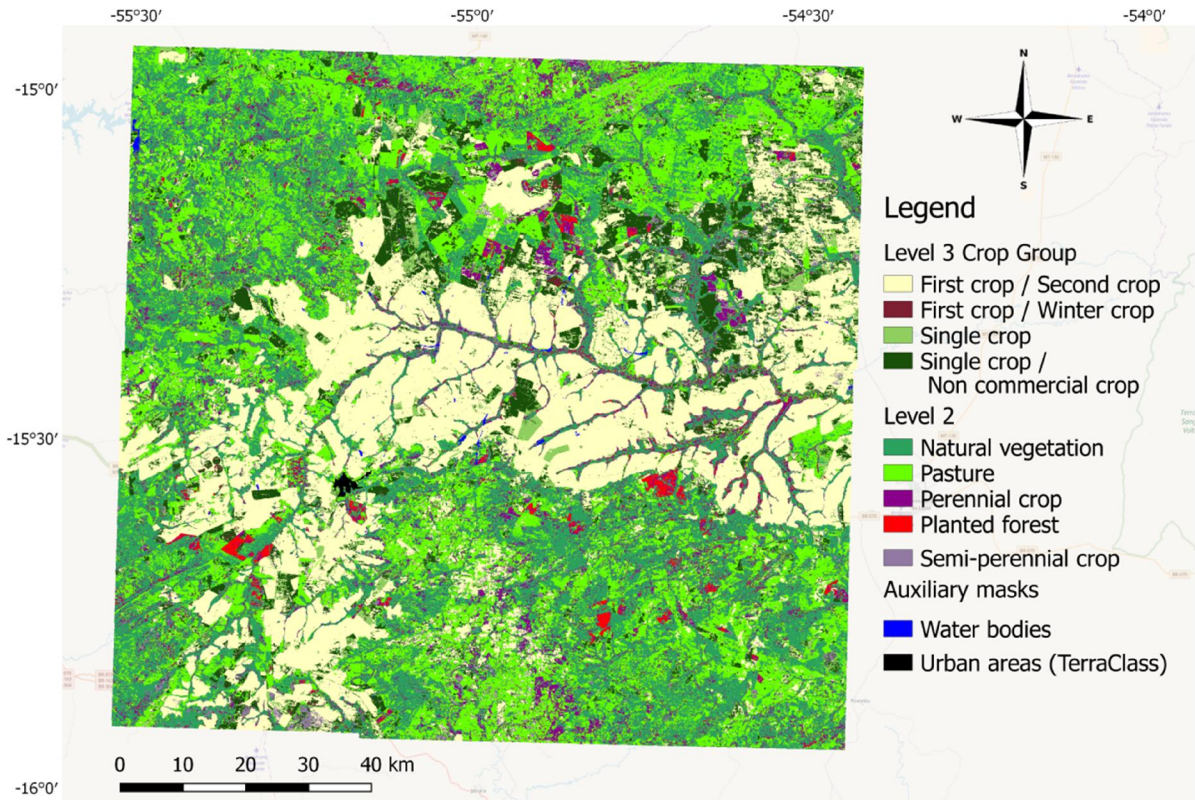 -55°30′ -55°0′ -54°30′ -54°0′
-15°0′
-15°30′
-16°0′
N
W E
S
Legend
Level 3 Crop Group
First crop / Second crop
First crop / Winter crop
Single crop
Single crop /
Non commercial crop
Level 2
Natural vegetation
Pasture
Perennial crop
Planted forest
Semi-perennial crop
Auxiliary masks
Water bodies
Urban areas (TerraClass)
0 10 20 30 40 km